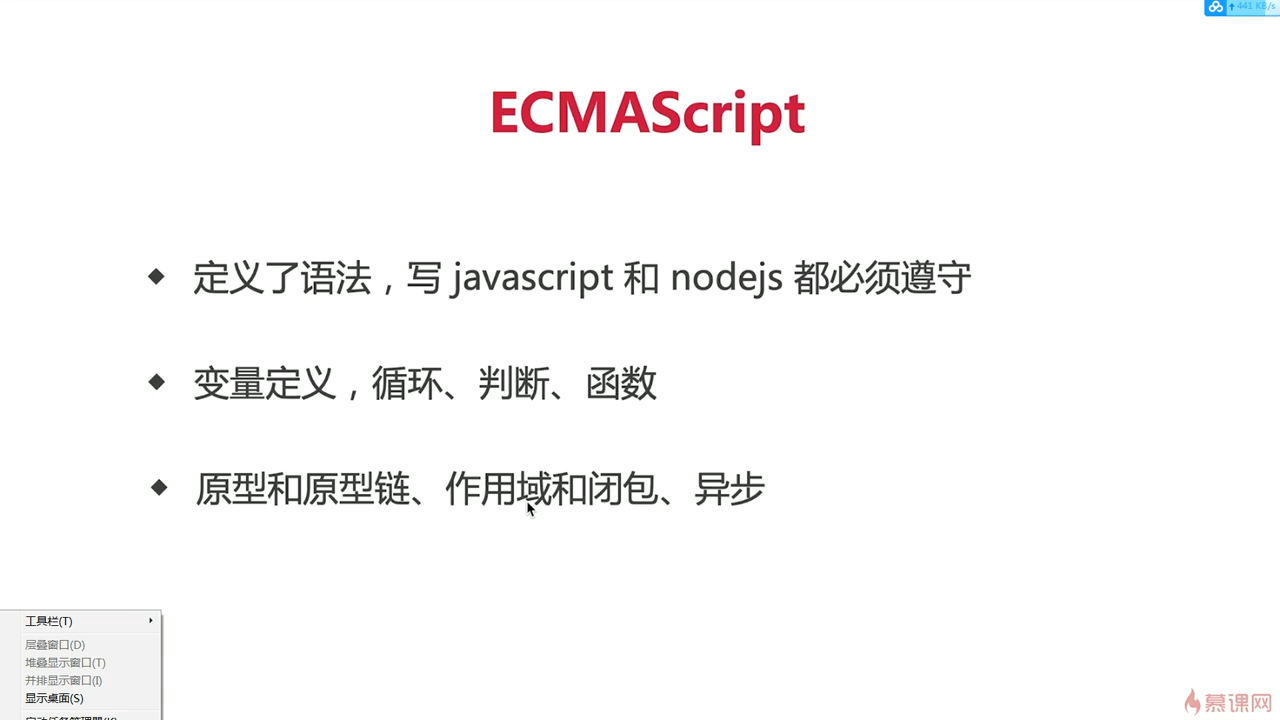 ↑ 441 KB/s
ECMAScript
◆ 定义了语法，写 javascript 和 nodejs 都必须遵守
◆ 变量定义，循环、判断、函数
◆ 原型和原型链、作用域和闭包、异步
工具栏(T)
层叠窗口(D)
堆叠显示窗口(T)
并排显示窗口(I)
显示桌面(S)
慕课网